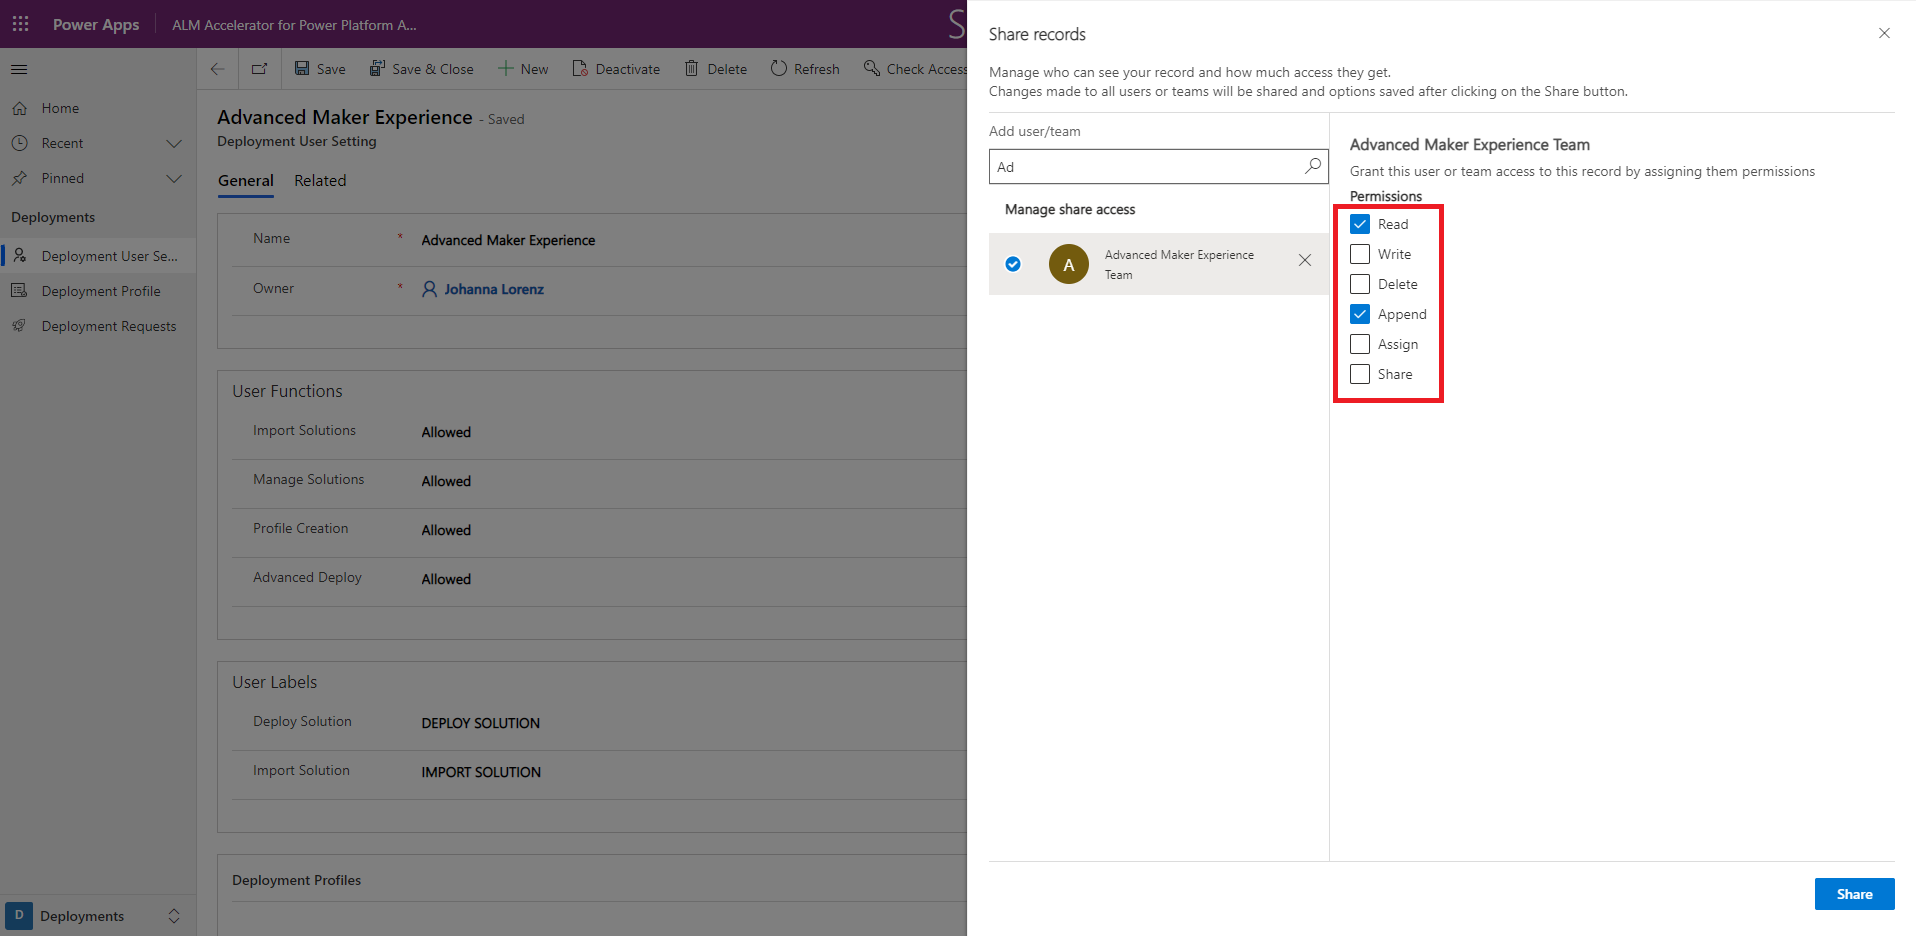 Power Apps
ALM Accelerator for Power Platform A...
S
Save
Save & Close
New
Deactivate
Delete
Refresh
Check Access
Home
Recent
Pinned
Deployments
Deployment User Se...
Deployment Profile
Deployment Requests
D
Deployments
Advanced Maker Experience - Saved
Deployment User Setting
General
Related
Name * Advanced Maker Experience
Owner * Johanna Lorenz
User Functions
Import Solutions Allowed
Manage Solutions Allowed
Profile Creation Allowed
Advanced Deploy Allowed
User Labels
Deploy Solution DEPLOY SOLUTION
Import Solution IMPORT SOLUTION
Deployment Profiles
Share records
Manage who can see your record and how much access they get.
Changes made to all users or teams will be shared and options saved after clicking on the Share button.
Add user/team
Ad
Manage share access
A
Advanced Maker Experience
Team
Advanced Maker Experience Team
Grant this user or team access to this record by assigning them permissions
Permissions
Read
Write
Delete
Append
Assign
Share
Share